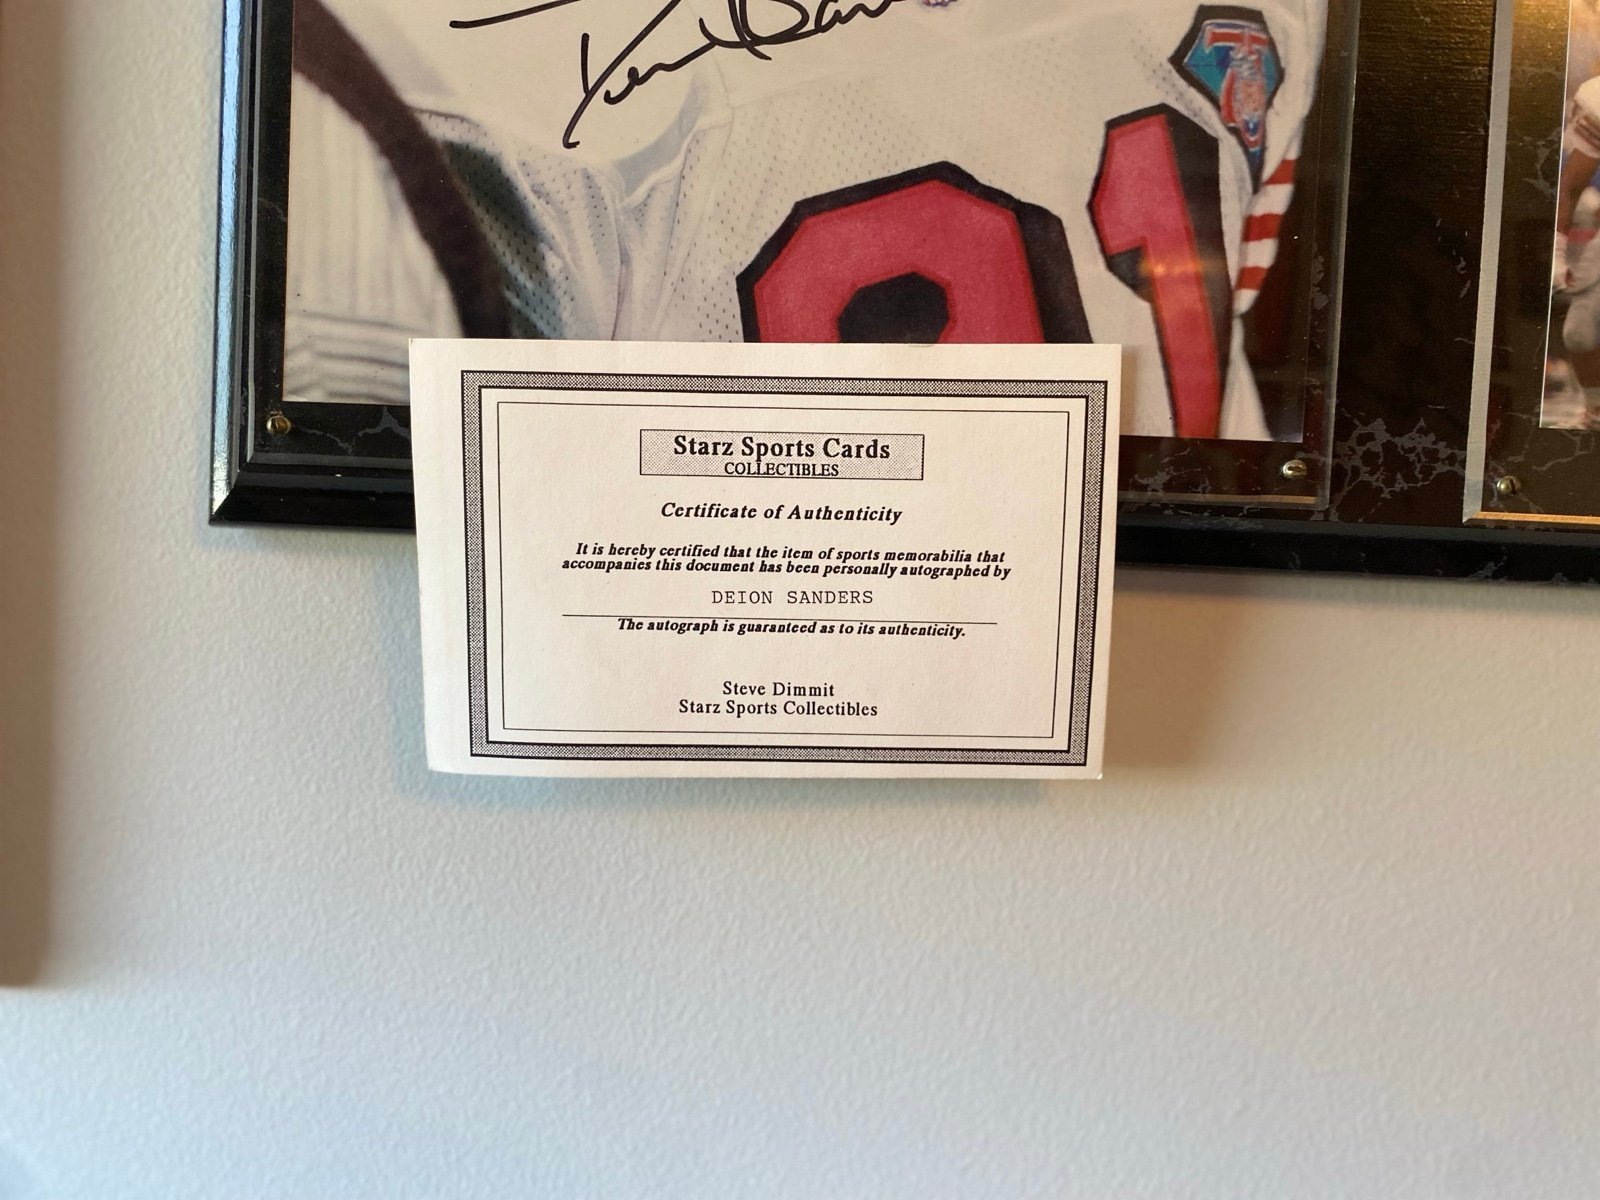 21
Starz Sports Cards
COLLECTIBLES
Certificate of Authenticity
It is hereby certified that the item of sports memorabilia that
accompanies this document has been personally autographed by
DEION SANDERS
The autograph is guaranteed as to its authenticity.
Steve Dimmit
Starz Sports Collectibles